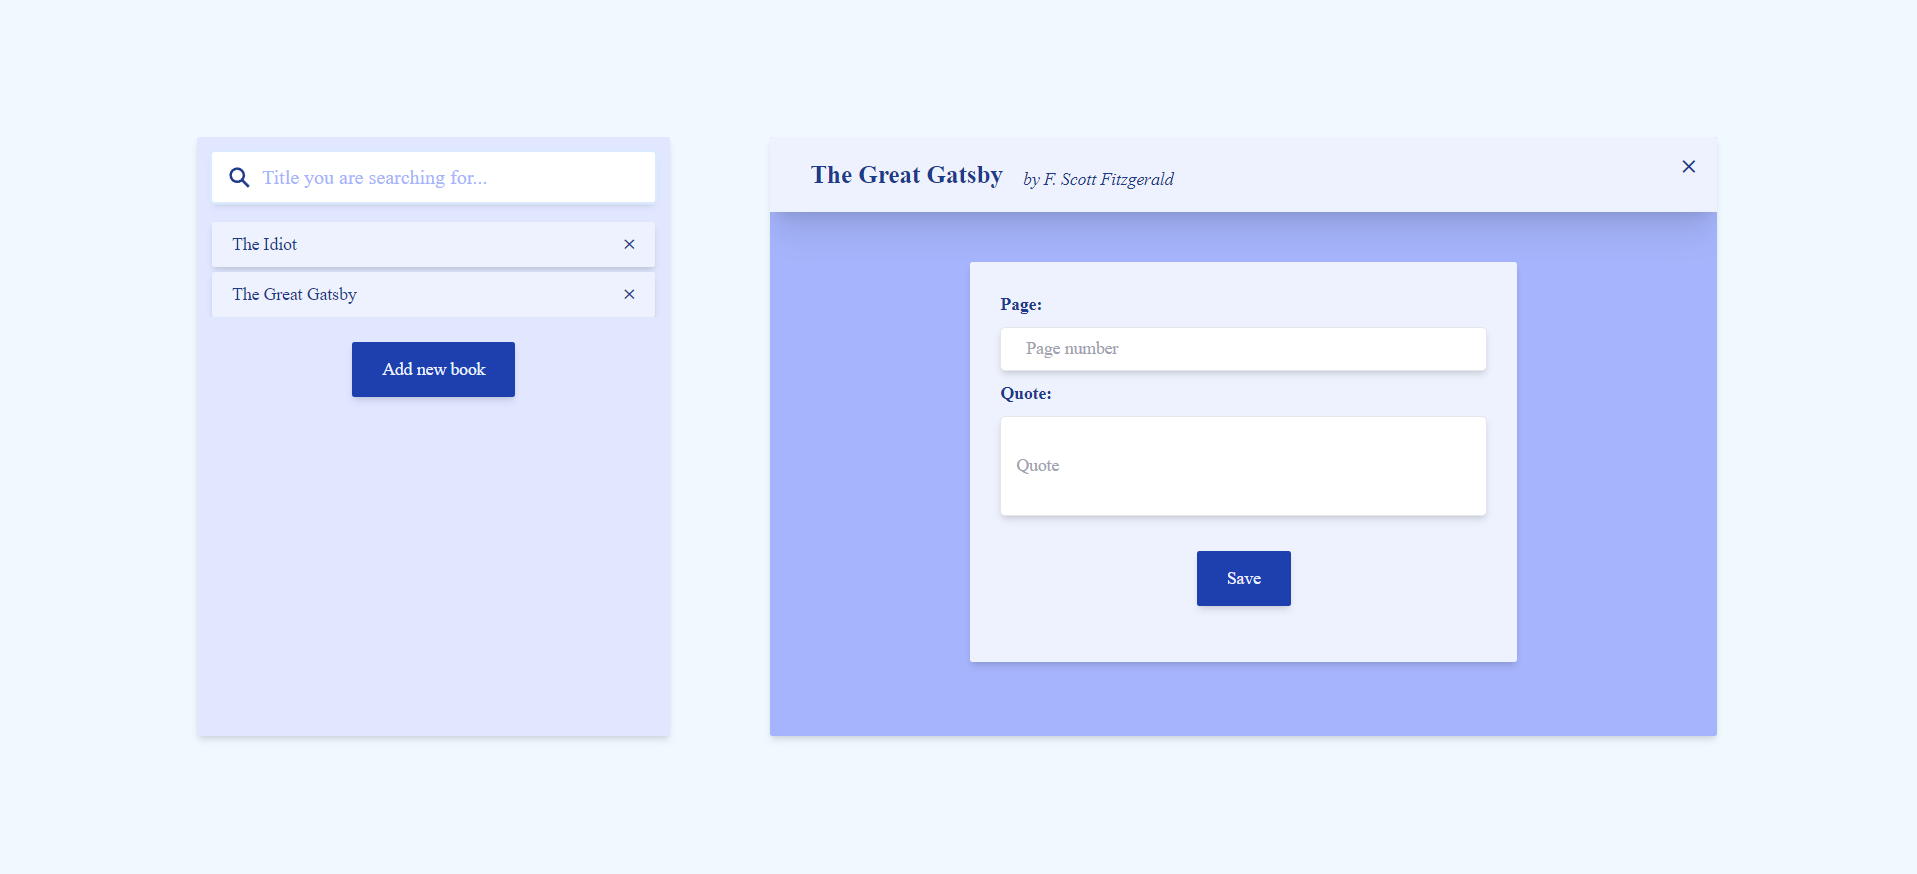 Title you are searching for...
The Idiot
The Great Gatsby
Add new book
The Great Gatsby by F. Scott Fitzgerald
Page:
Page number
Quote:
Quote
Save